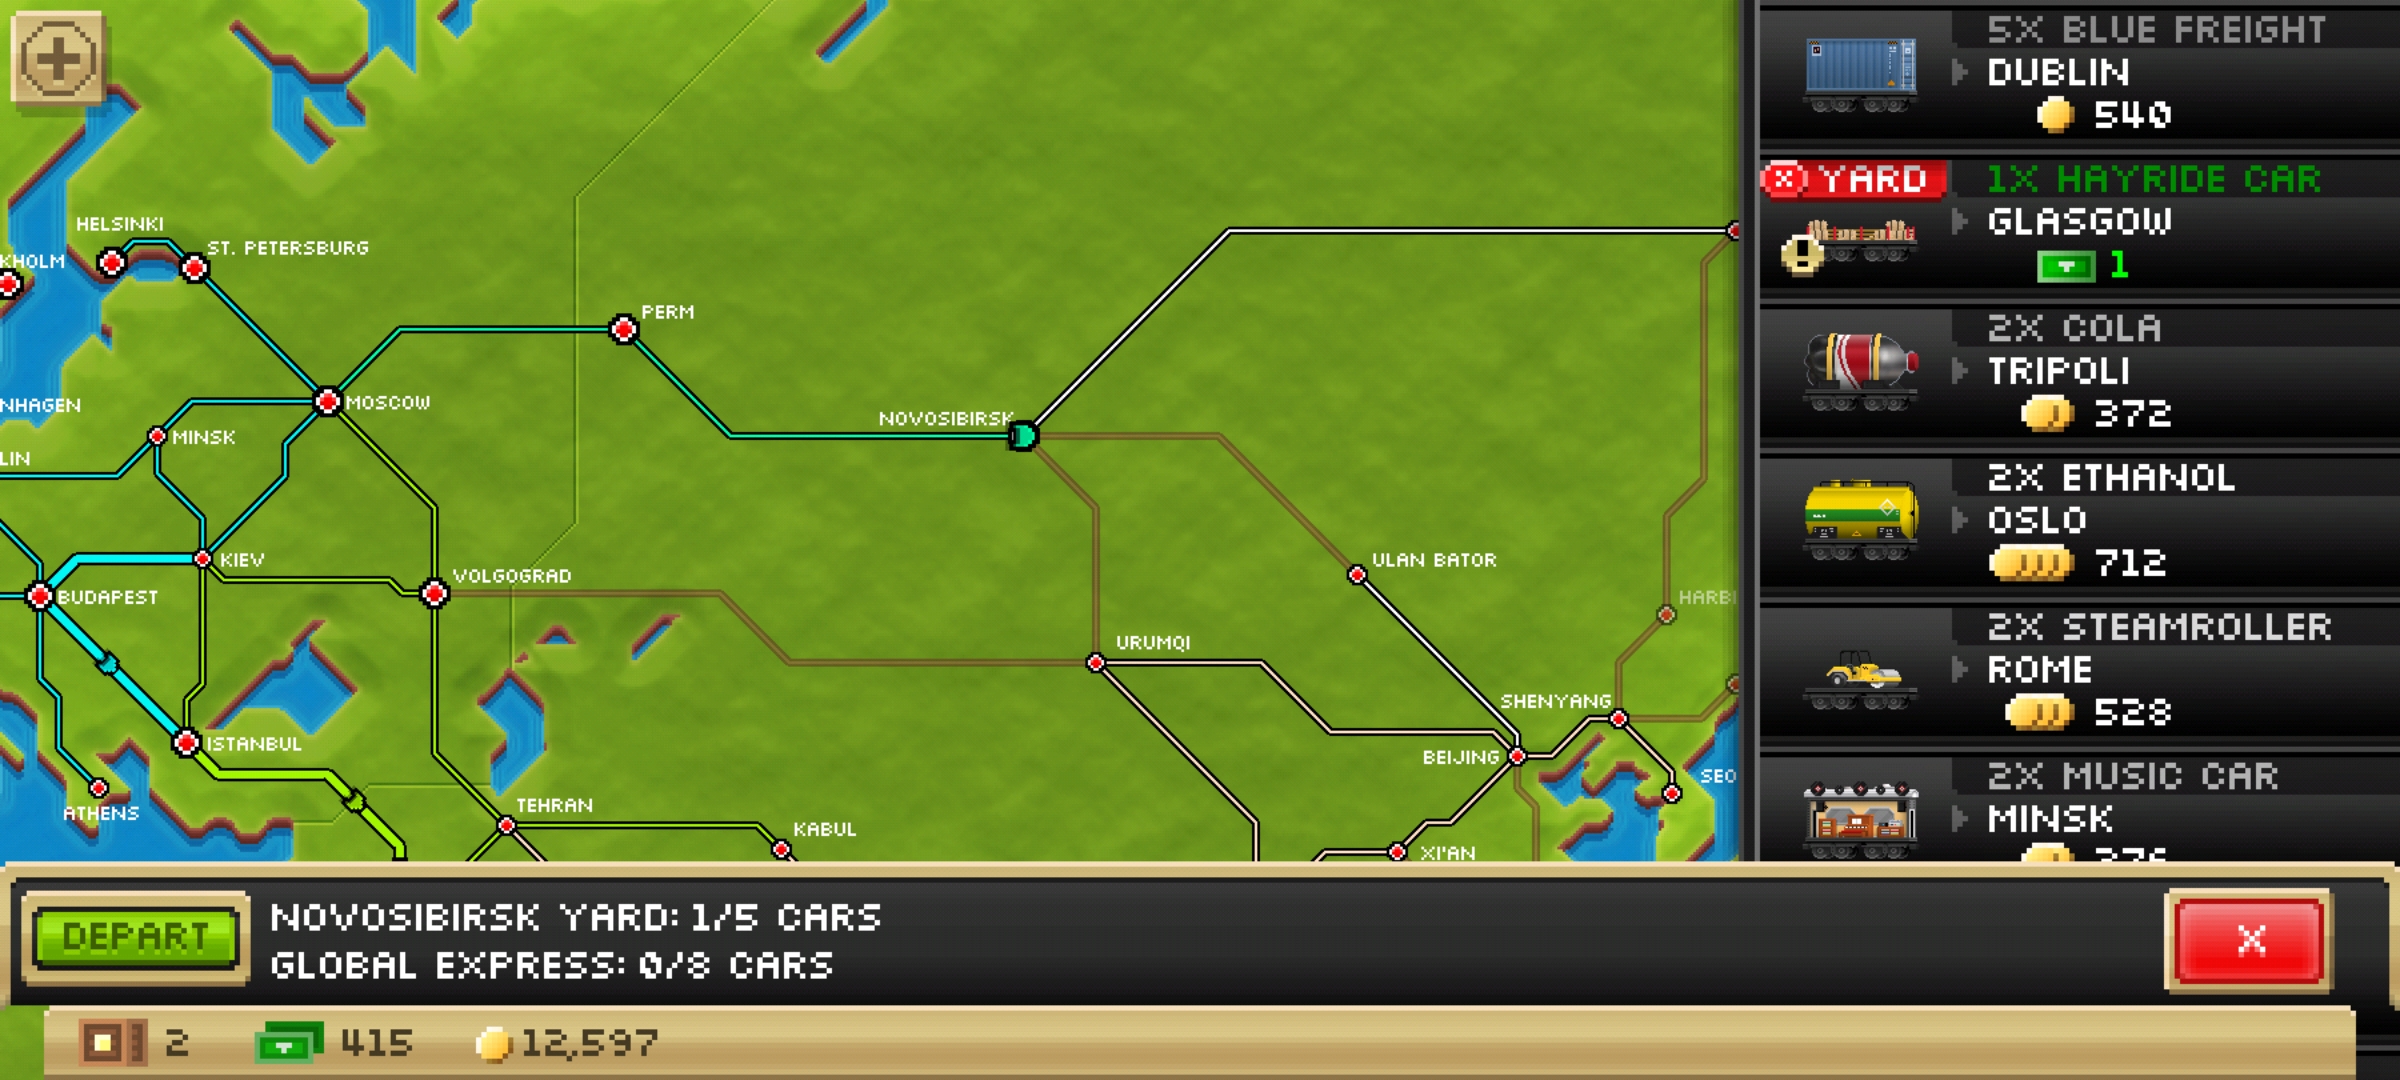 HELSINKI
ST. PETERSBURG
KHOLM
PERM
NHAGEN
MOSCOW
NOVOSIBIRSK
MINSK
LIN
KIEV
ULAN BATOR
BUDAPEST
VOLGOGRAD
HARBI
URUMQI
SHENYANG
ISTANBUL
BEIJING
SEO
ATHENS
TEHRAN
KABUL
XI'AN
5X BLUE FREIGHT
DUBLIN
540
YARD
1X HAYRIDE CAR
GLASGOW
1
2X COLA
TRIPOLI
372
2X ETHANOL
OSLO
712
2X STEAMROLLER
ROME
528
2X MUSIC CAR
MINSK
376
DEPART
NOVOSIBIRSK YARD: 1/5 CARS
GLOBAL EXPRESS: 0/8 CARS
X
2
415
12,597